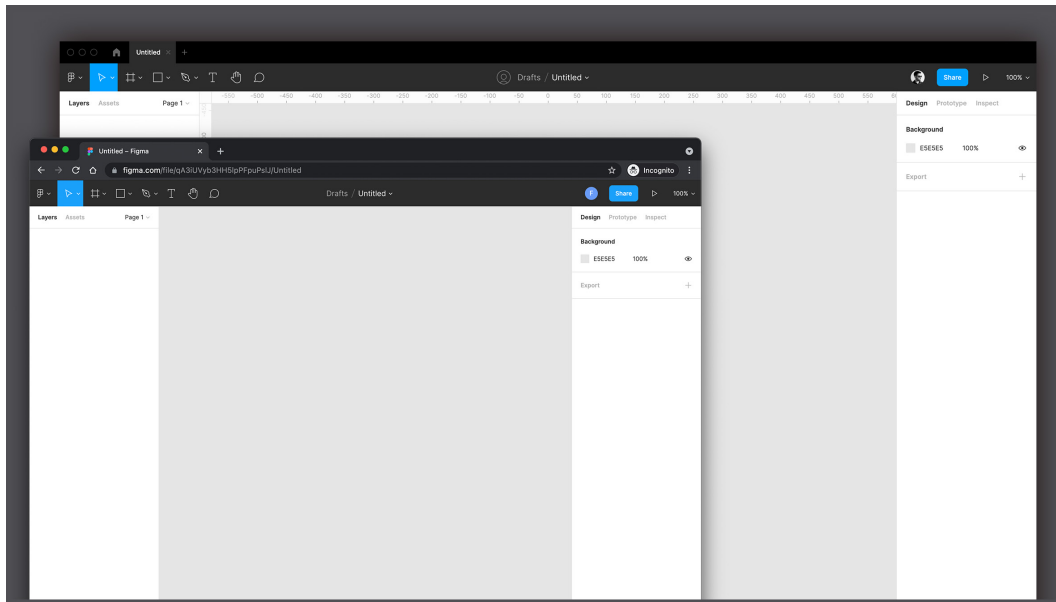 Untitled
Drafts / Untitled
Share
100%
Layers Assets Page 1
-550 -500 -450 -400 -350 -300 -250 -200 -150 -100 -50 0 50 100 150 200 250 300 350 400 450 500 550
Design Prototype Inspect
Background
E5E5E5 100%
Export
Untitled – Figma
figma.com/file/qA3iUVyb3HH5lpPFpuPslJ/Untitled
Incognito
Drafts / Untitled
F
Share
100%
Layers Assets Page 1
Design Prototype Inspect
Background
E5E5E5 100%
Export